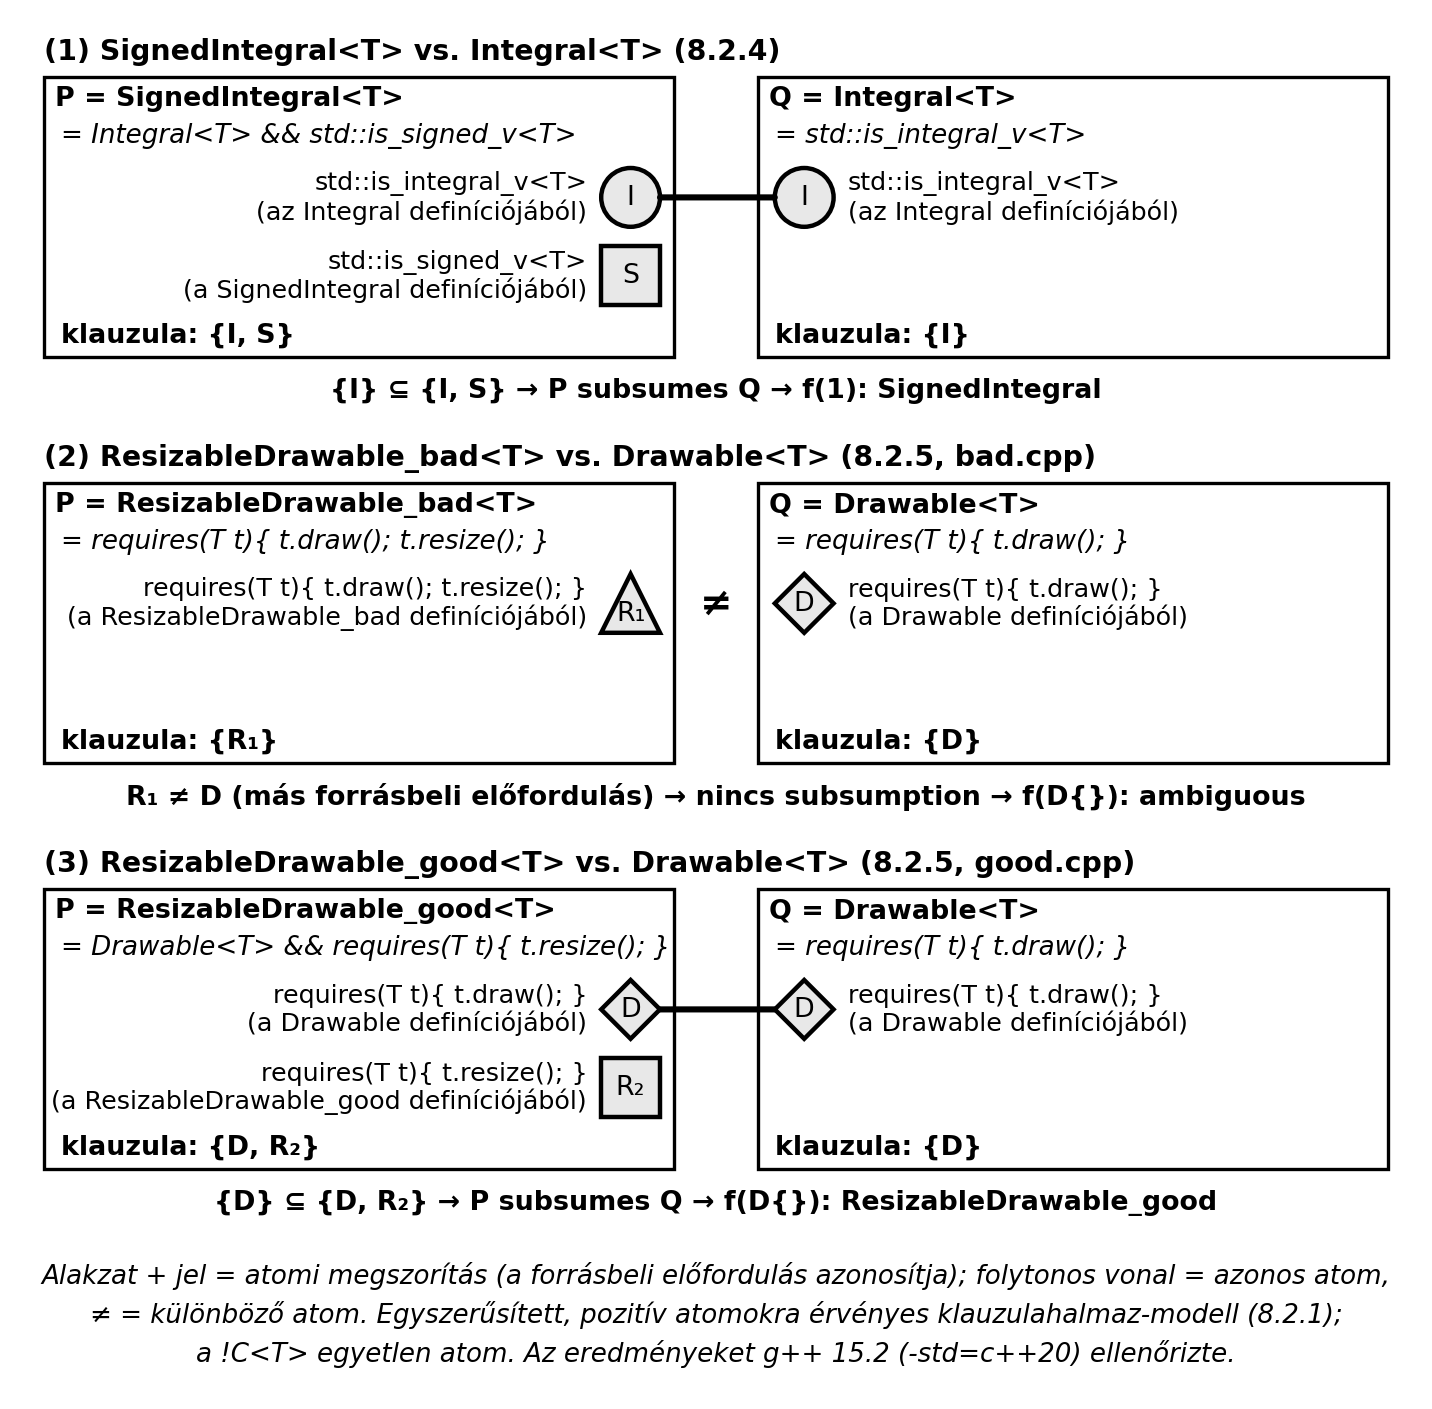 (1) SignedIntegral<T> vs. Integral<T> (8.2.4)
P = SignedIntegral<T>
= Integral<T> && std::is_signed_v<T>
std::is_integral_v<T>
(az Integral definíciójából)
I
std::is_signed_v<T>
(a SignedIntegral definíciójából)
S
klauzula: {I, S}
Q = Integral<T>
= std::is_integral_v<T>
I
std::is_integral_v<T>
(az Integral definíciójából)
klauzula: {I}
{I} ⊆ {I, S} → P subsumes Q → f(1): SignedIntegral
(2) ResizableDrawable_bad<T> vs. Drawable<T> (8.2.5, bad.cpp)
P = ResizableDrawable_bad<T>
= requires(T t){ t.draw(); t.resize(); }
requires(T t){ t.draw(); t.resize(); }
(a ResizableDrawable_bad definíciójából)
R₁
klauzula: {R₁}
≠
Q = Drawable<T>
= requires(T t){ t.draw(); }
D
requires(T t){ t.draw(); }
(a Drawable definíciójából)
klauzula: {D}
R₁ ≠ D (más forrásbeli előfordulás) → nincs subsumption → f(D{}): ambiguous
(3) ResizableDrawable_good<T> vs. Drawable<T> (8.2.5, good.cpp)
P = ResizableDrawable_good<T>
= Drawable<T> && requires(T t){ t.resize(); }
requires(T t){ t.draw(); }
(a Drawable definíciójából)
D
requires(T t){ t.resize(); }
(a ResizableDrawable_good definíciójából)
R₂
klauzula: {D, R₂}
Q = Drawable<T>
= requires(T t){ t.draw(); }
D
requires(T t){ t.draw(); }
(a Drawable definíciójából)
klauzula: {D}
{D} ⊆ {D, R₂} → P subsumes Q → f(D{}): ResizableDrawable_good
Alakzat + jel = atomi megszorítás (a forrásbeli előfordulás azonosítja); folytonos vonal = azonos atom,
≠ = különböző atom. Egyszerűsített, pozitív atomokra érvényes klauzulahalmaz-modell (8.2.1);
a !C<T> egyetlen atom. Az eredményeket g++ 15.2 (-std=c++20) ellenőrizte.